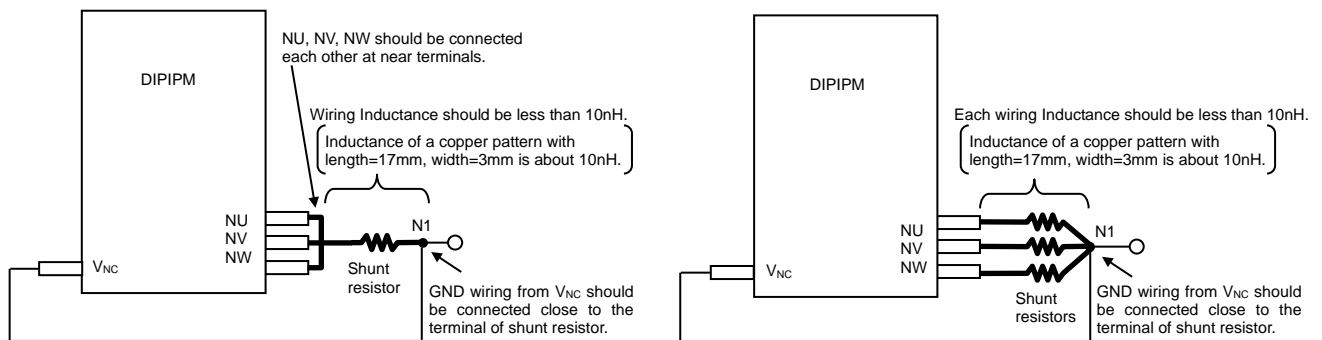 NU, NV, NW should be connected
each other at near terminals.
DIPIPM
Wiring Inductance should be less than 10nH.
Inductance of a copper pattern with
length=17mm, width=3mm is about 10nH.
NU
NV
NW
N1
VNC
Shunt
resistor
GND wiring from VNC should
be connected close to the
terminal of shunt resistor.
DIPIPM
Each wiring Inductance should be less than 10nH.
Inductance of a copper pattern with
length=17mm, width=3mm is about 10nH.
NU
NV
NW
N1
VNC
Shunt
resistors
GND wiring from VNC should
be connected close to the
terminal of shunt resistor.